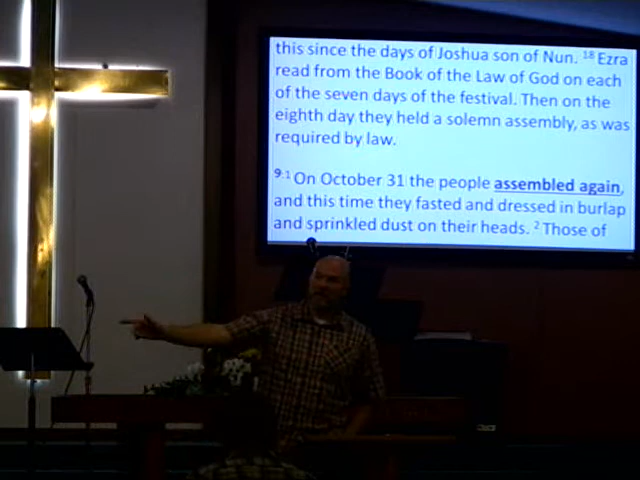 this since the days of Joshua son of Nun. 18 Ezra
read from the Book of the Law of God on each
of the seven days of the festival. Then on the
eighth day they held a solemn assembly, as was
required by law.
9:1 On October 31 the people assembled again,
and this time they fasted and dressed in burlap
and sprinkled dust on their heads. 2 Those of